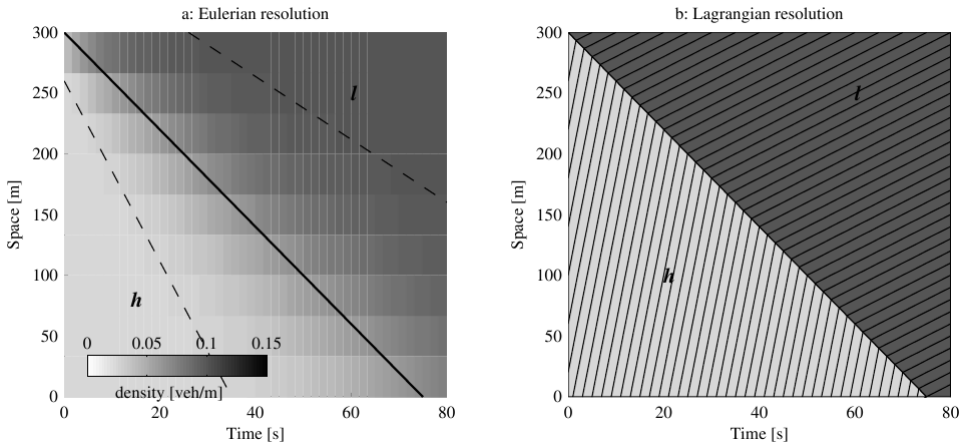 a: Eulerian resolution
300
250
200
150
100
50
0
Space [m]
l
h
0 0.05 0.1 0.15
density [veh/m]
0 20 40 60 80
Time [s]
b: Lagrangian resolution
300
250
200
150
100
50
0
Space [m]
l
h
0 20 40 60 80
Time [s]